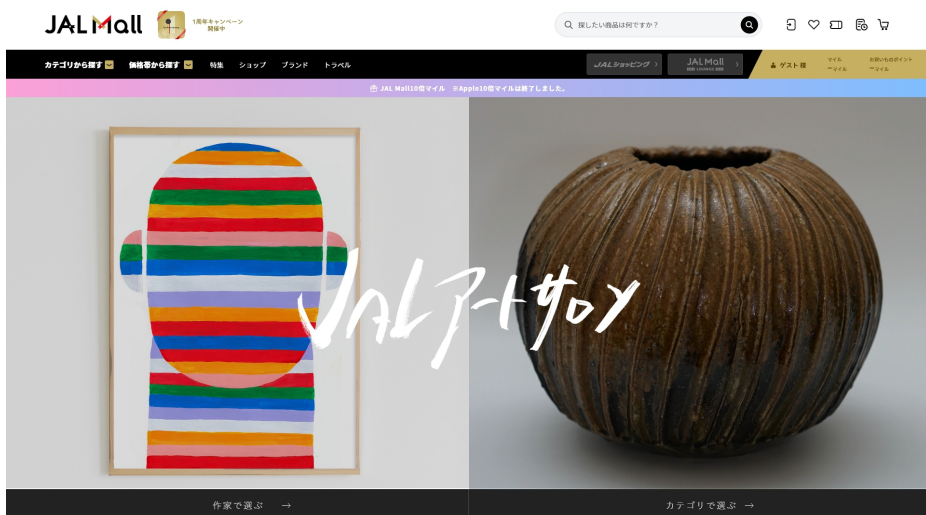 JAL Mall
1周年キャンペーン
開催中
探したい商品は何ですか?
カテゴリから探す 価格帯から探す 特集 ショップ ブランド トラベル
JALショッピング
JAL Mall
ゲスト 様
マイル
ーマイル
お買いものポイント
ーマイル
JAL Mall10倍マイル ※Apple10倍マイルは終了しました。
JALアートサロン
作家で選ぶ →
カテゴリで選ぶ →